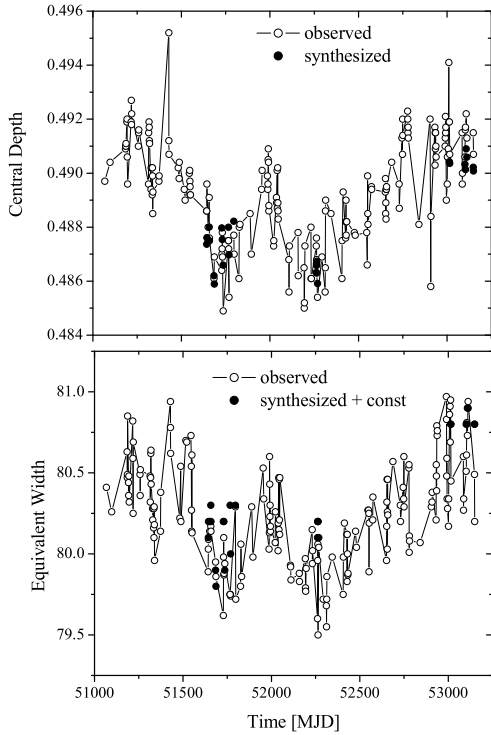 0.496
0.494
0.492
0.490
0.488
0.486
0.484
Central Depth
observed
synthesized
81.0
80.5
80.0
79.5
Equivalent Width
observed
synthesized + const
51000 51500 52000 52500 53000
Time [MJD]